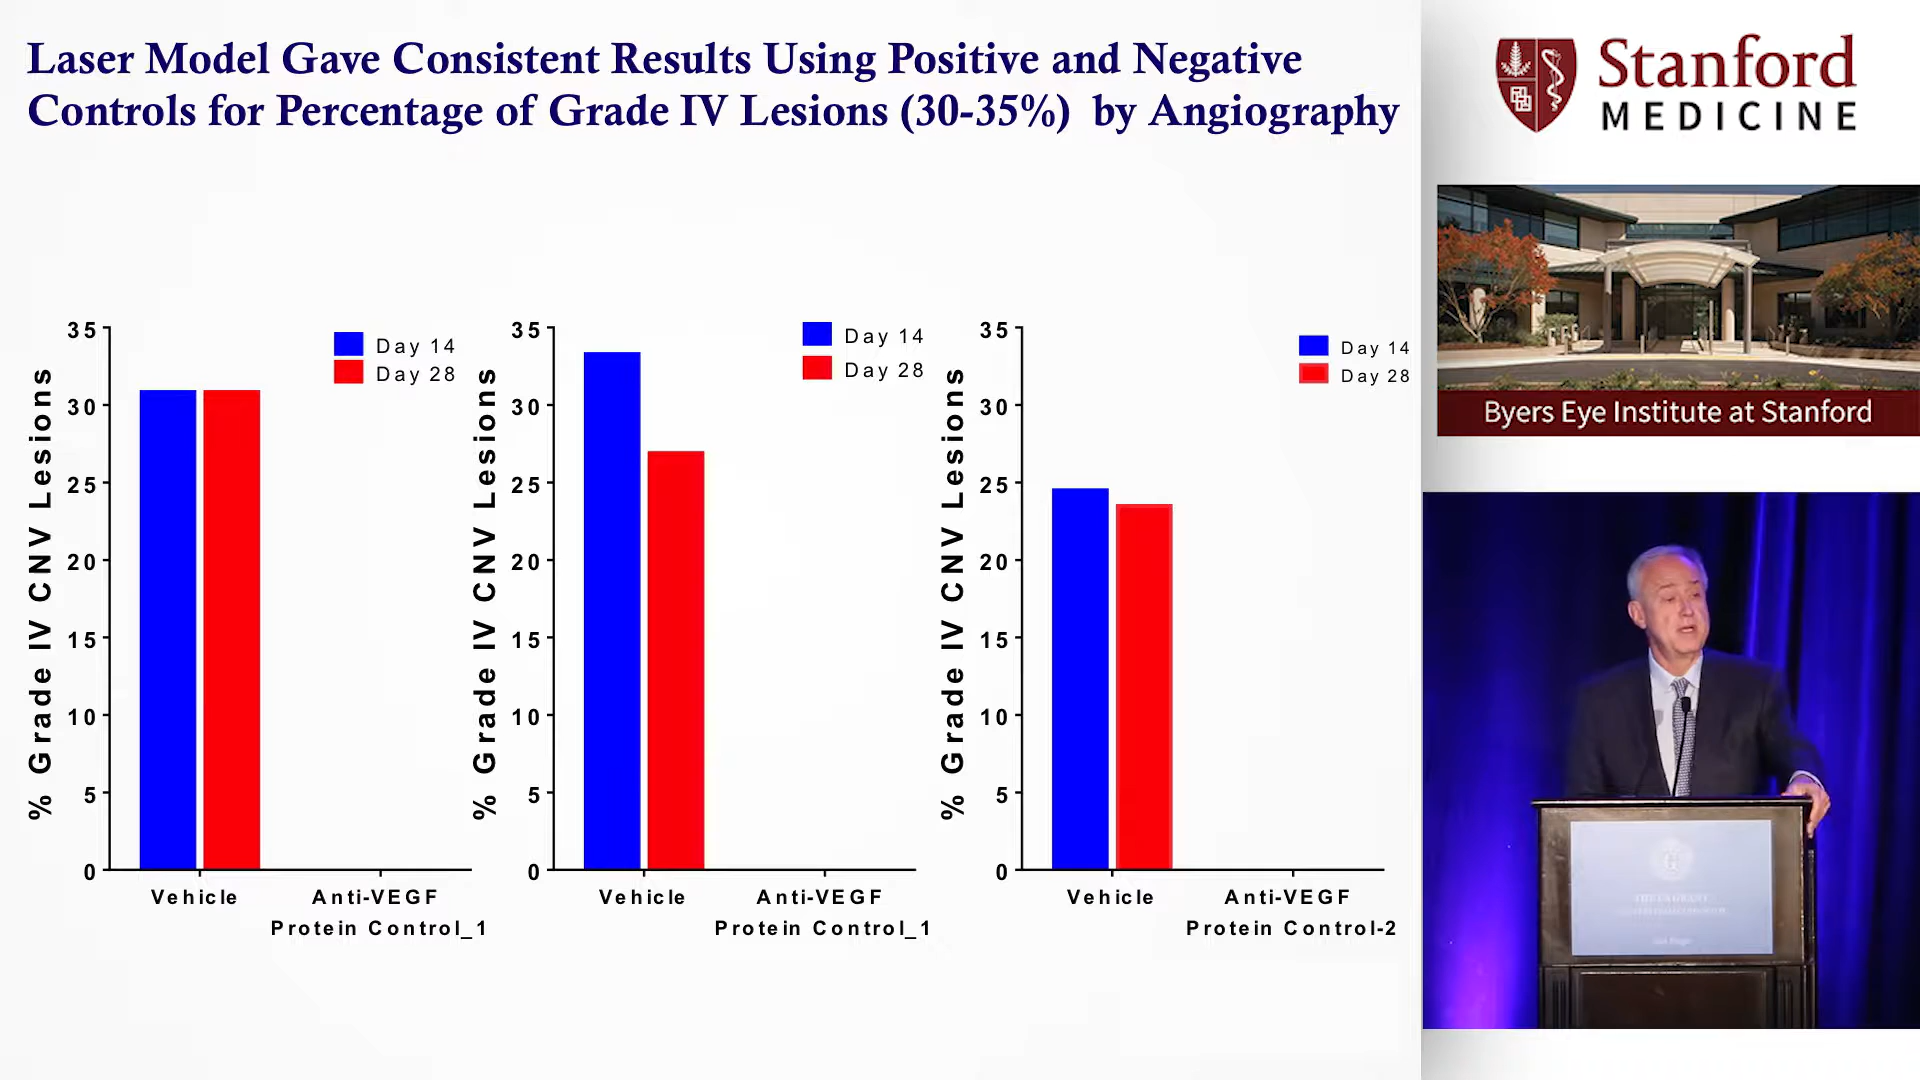 Laser Model Gave Consistent Results Using Positive and Negative
Controls for Percentage of Grade IV Lesions (30-35%) by Angiography
% Grade IV CNV Lesions
35
30
25
20
15
10
5
0
Day 14
Day 28
Vehicle
Anti-VEGF
Protein Control_1
% Grade IV CNV Lesions
35
30
25
20
15
10
5
0
Day 14
Day 28
Vehicle
Anti-VEGF
Protein Control_1
% Grade IV CNV Lesions
35
30
25
20
15
10
5
0
Day 14
Day 28
Vehicle
Anti-VEGF
Protein Control-2
Stanford
MEDICINE
Byers Eye Institute at Stanford